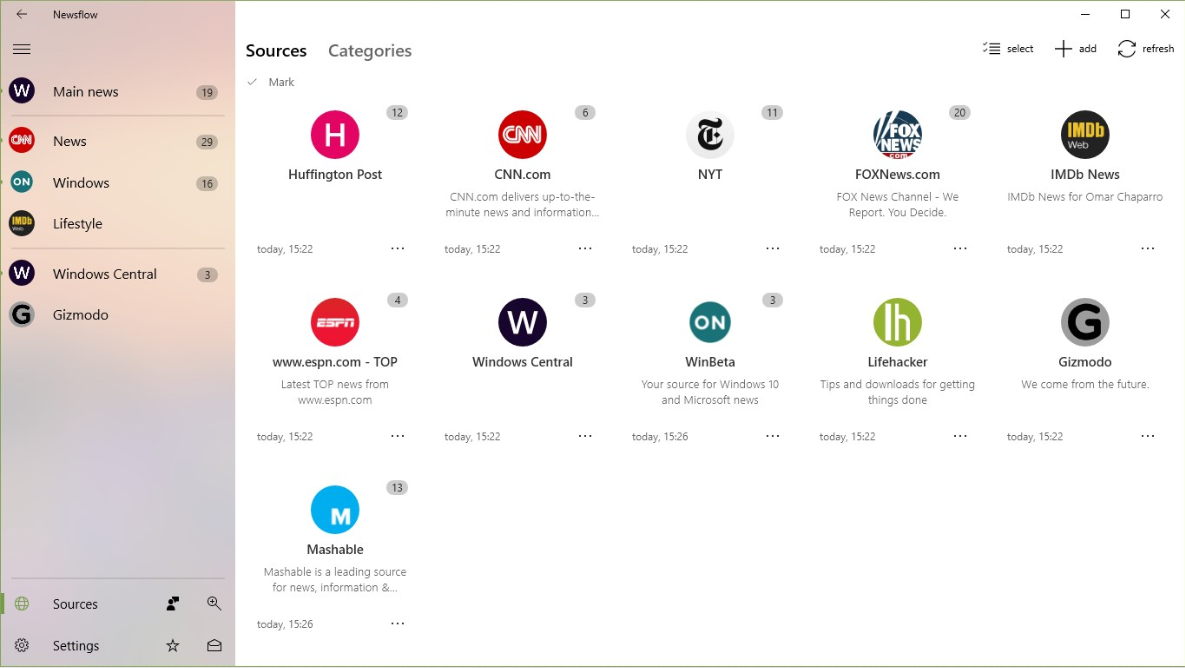 Newsflow
W Main news 19
CNN News 29
ON Windows 16
IMDb Web Lifestyle
W Windows Central 3
G Gizmodo
Sources
Settings
Sources Categories
select add refresh
Mark
H 12
Huffington Post
today, 15:22 ...
CNN 6
CNN.com
CNN.com delivers up-to-the-
minute news and information...
today, 15:22 ...
T 11
NYT
today, 15:22 ...
FOX
NEWS
.com
20
FOXNews.com
FOX News Channel - We
Report. You Decide.
today, 15:22 ...
IMDb
Web
IMDb News
IMDb News for Omar Chaparro
today, 15:22 ...
ESPN 4
www.espn.com - TOP
Latest TOP news from
www.espn.com
today, 15:22 ...
W 3
Windows Central
today, 15:22 ...
ON 3
WinBeta
Your source for Windows 10
and Microsoft news
today, 15:26 ...
lh
Lifehacker
Tips and downloads for getting
things done
today, 15:22 ...
G
Gizmodo
We come from the future.
today, 15:22 ...
M 13
Mashable
Mashable is a leading source
for news, information &...
today, 15:26 ...